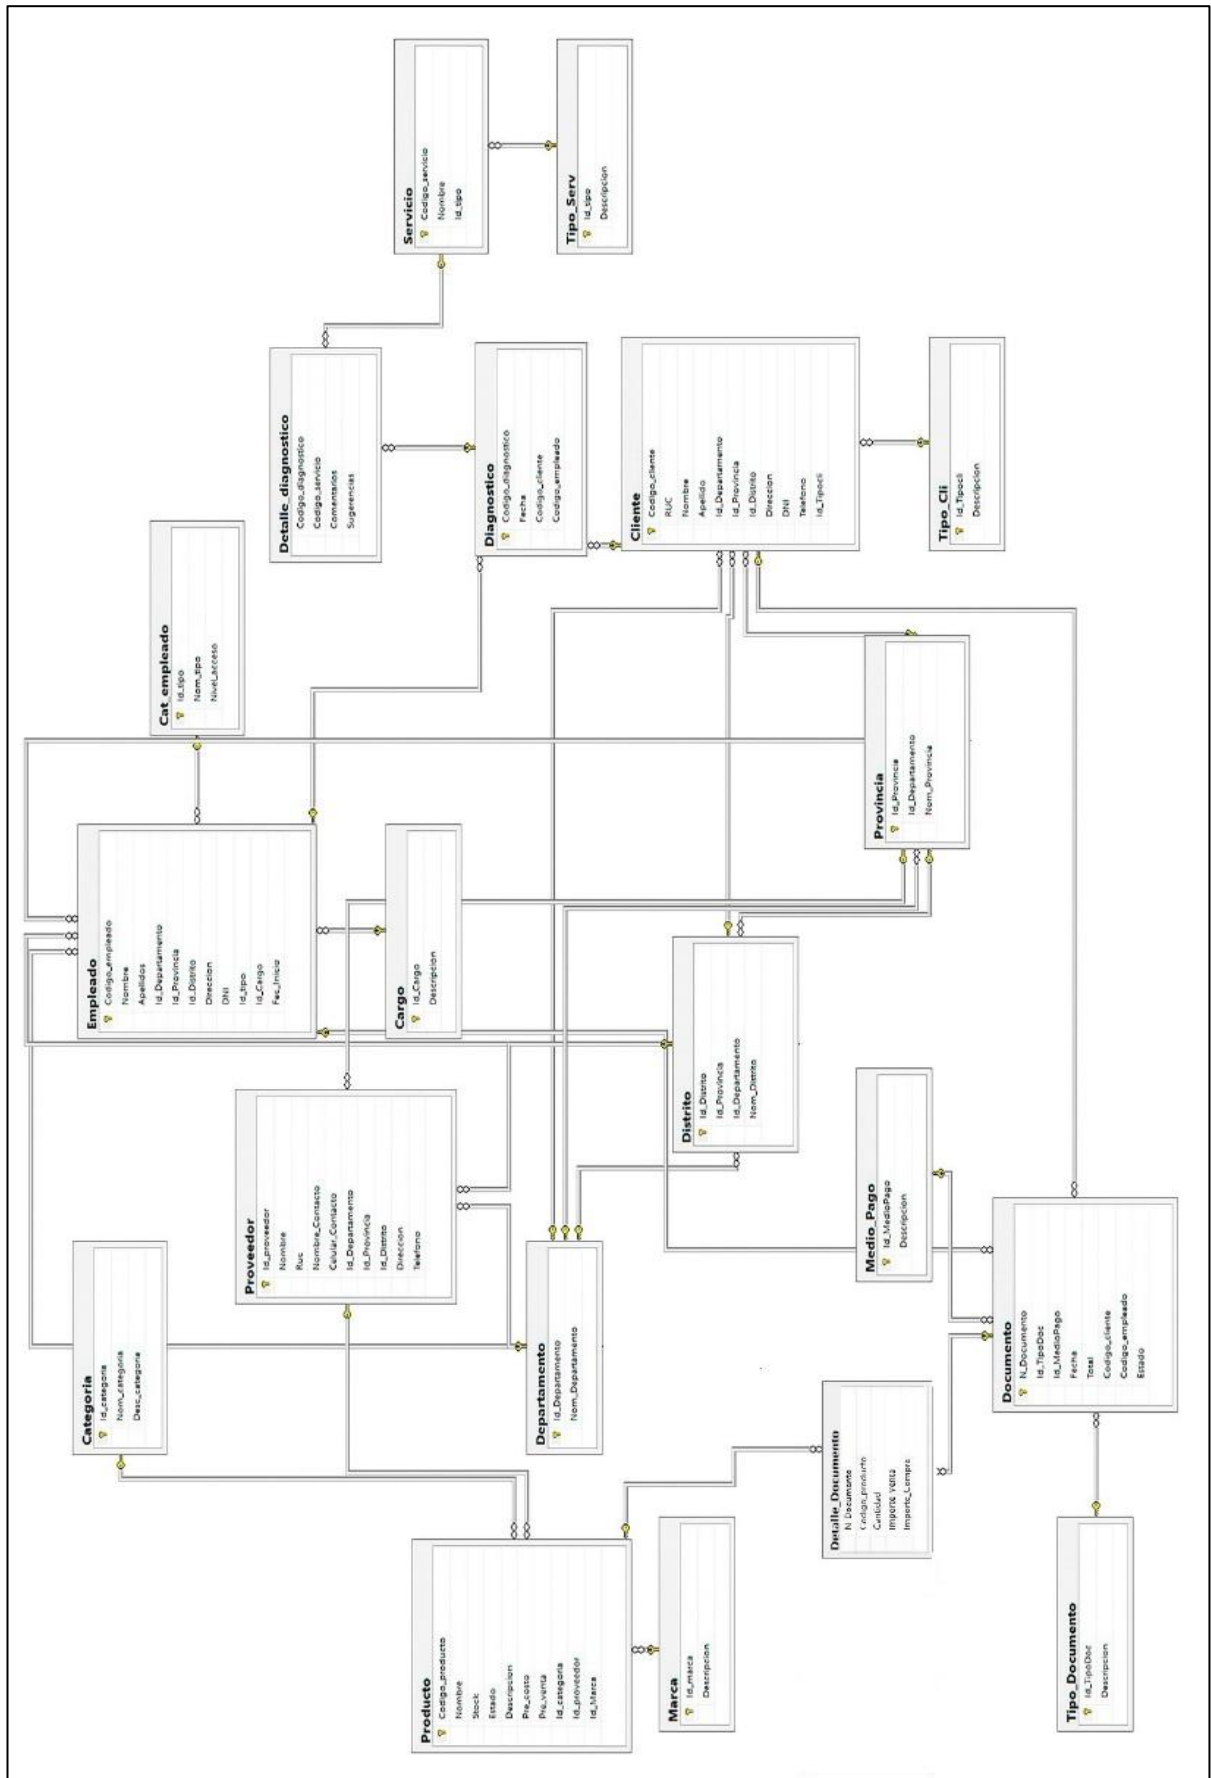 Servicio
Codigo_servicio
Nombre
Id_tipo
Tipo_Serv
Id_tipo
Descripcion
Detalle_diagnostico
Codigo_diagnostico
Codigo_servicio
Comentarios
Sugerencias
Diagnostico
Codigo_diagnostico
Fecha
Codigo_cliente
Codigo_empleado
Cliente
Codigo_cliente
RUC
Nombre
Apellido
Id_Departamento
Id_Provincia
Id_Distrito
Direccion
DNI
Telefono
Id_Tipocli
Tipo_Cli
Id_Tipocli
Descripcion
Cat_empleado
Id_tipo
Nom_tipo
Nivel_acceso
Empleado
Codigo_empleado
Nombre
Apellidos
Id_Departamento
Id_Provincia
Id_Distrito
Direccion
DNI
Id_tipo
Id_Cargo
Fec_Inicio
Cargo
Id_Cargo
Descripcion
Provincia
Id_Provincia
Id_Departamento
Nom_Provincia
Proveedor
Id_proveedor
Nombre
Ruc
Nombre_Contacto
Celular_Contacto
Id_Departamento
Id_Provincia
Id_Distrito
Direccion
Telefono
Distrito
Id_Distrito
Id_Provincia
Id_Departamento
Nom_Distrito
Medio_Pago
Id_MedioPago
Descripcion
Categoria
Id_categoria
Nom_categoria
Desc_categoria
Departamento
Id_Departamento
Nom_Departamento
Documento
N_Documento
Id_TipoDoc
Id_MedioPago
Fecha
Total
Codigo_cliente
Codigo_empleado
Estado
Producto
Codigo_producto
Nombre
Stock
Estado
Descripcion
Pre_costo
Pre_venta
Id_categoria
Id_proveedor
Id_Marca
Marca
Id_marca
Descripcion
Detalle_Documento
N_Documento
Codigo_producto
Cantidad
Importe_venta
Importe_Compra
Tipo_Documento
Id_TipoDoc
Descripcion